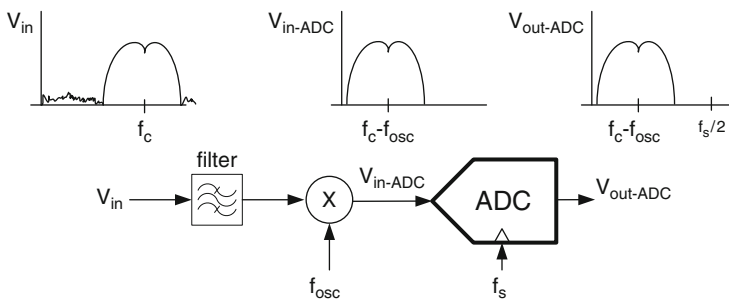 V_in V_in-ADC V_out-ADC
f_c f_c-f_osc f_c-f_osc f_s/2
filter
V_in X V_in-ADC ADC V_out-ADC
f_osc f_s